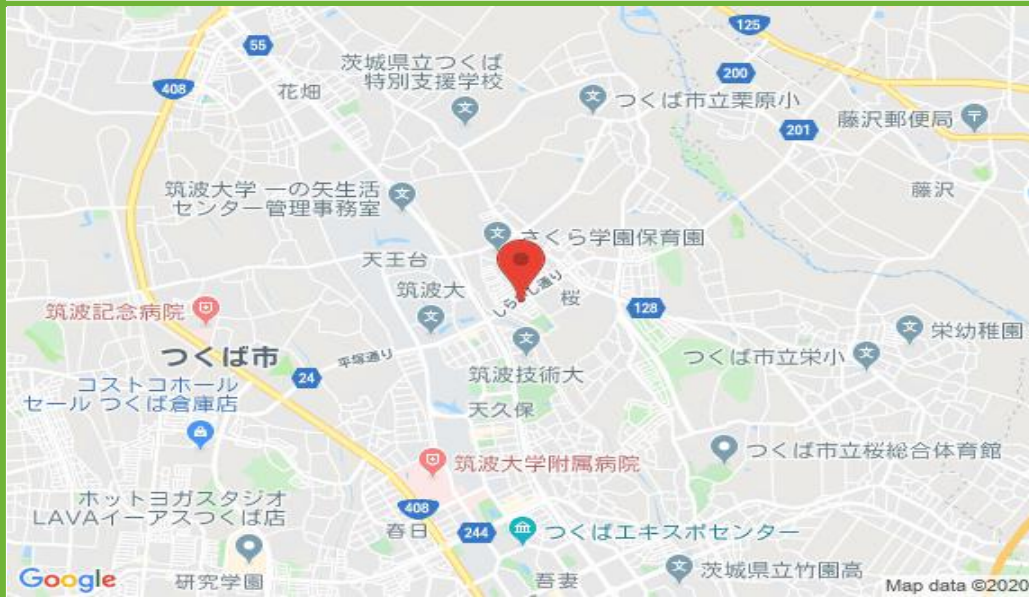 125
55
茨城県立つくば
特別支援学校
200
408
花畑
つくば市立栗原小
藤沢郵便局
201
筑波大学 一の矢生活
センター管理事務室
藤沢
さくら学園保育園
天王台
筑波大
しらかし通り
桜
筑波記念病院
128
栄幼稚園
つくば市
平塚通り
つくば市立栄小
24
筑波技術大
コストコホール
セール つくば倉庫店
天久保
つくば市立桜総合体育館
筑波大学附属病院
ホットヨガスタジオ
LAVAイーアスつくば店
408
春日
244
つくばエキスポセンター
Google
研究学園
吾妻
茨城県立竹園高
Map data ©2020